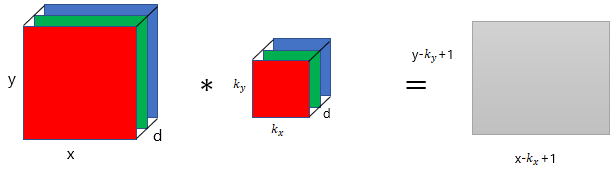 y
x
d
*
k_y
k_x
d
=
y-k_y+1
x-k_x+1